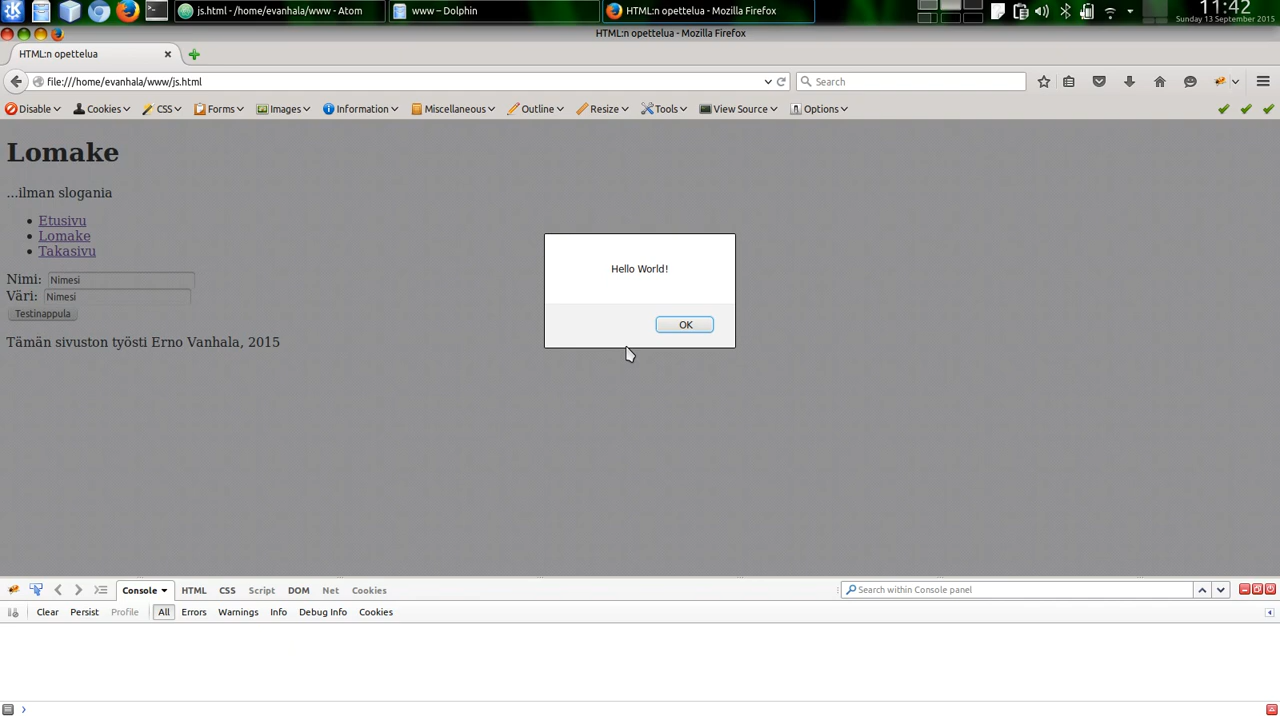 js.html - /home/evanhala/www - Atom
www – Dolphin
HTML:n opettelua - Mozilla Firefox
11:42
Sunday 13 September 2015
HTML:n opettelua - Mozilla Firefox
HTML:n opettelua
file:///home/evanhala/www/js.html
Search
Disable Cookies CSS Forms Images Information Miscellaneous Outline Resize Tools View Source Options
Lomake
...ilman slogania
Etusivu
Lomake
Takasivu
Nimi: Nimesi
Väri: Nimesi
Testinappula
Tämän sivuston työsti Erno Vanhala, 2015
Hello World!
OK
Console HTML CSS Script DOM Net Cookies
Search within Console panel
Clear Persist Profile All Errors Warnings Info Debug Info Cookies